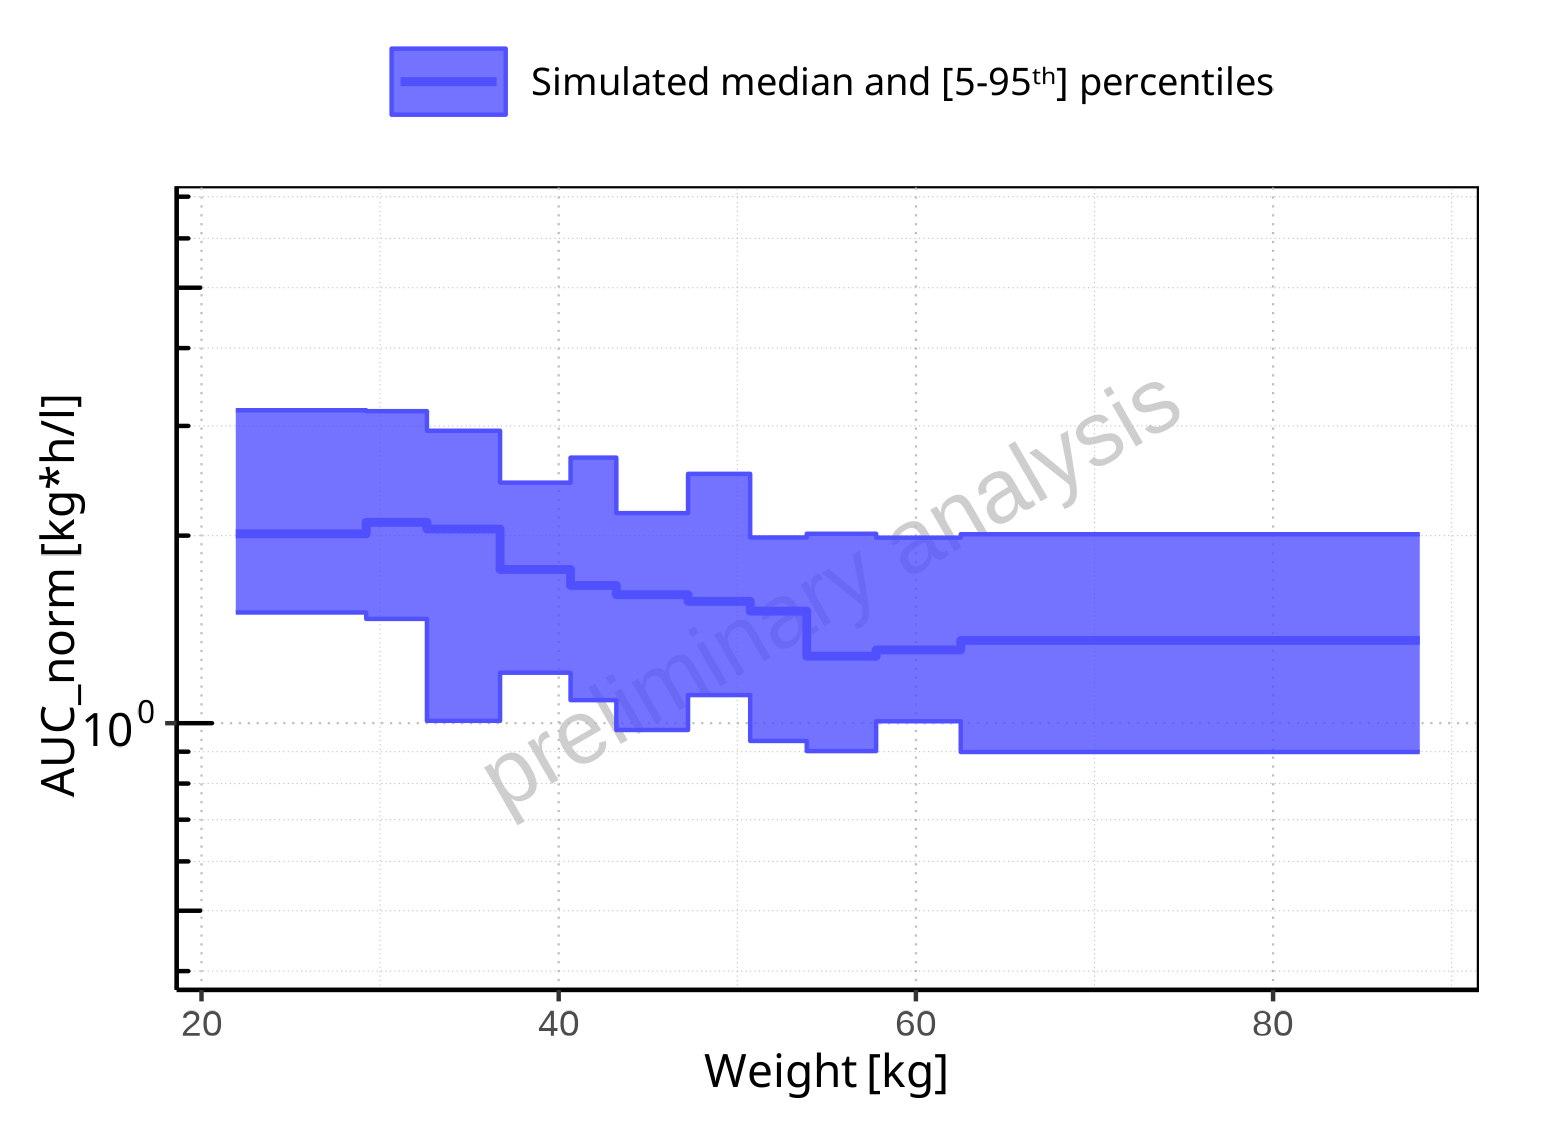 Simulated median and [5-95ᵗʰ] percentiles
AUC_norm [kg*h/l]
10⁰
preliminary analysis
20 40 60 80
Weight [kg]